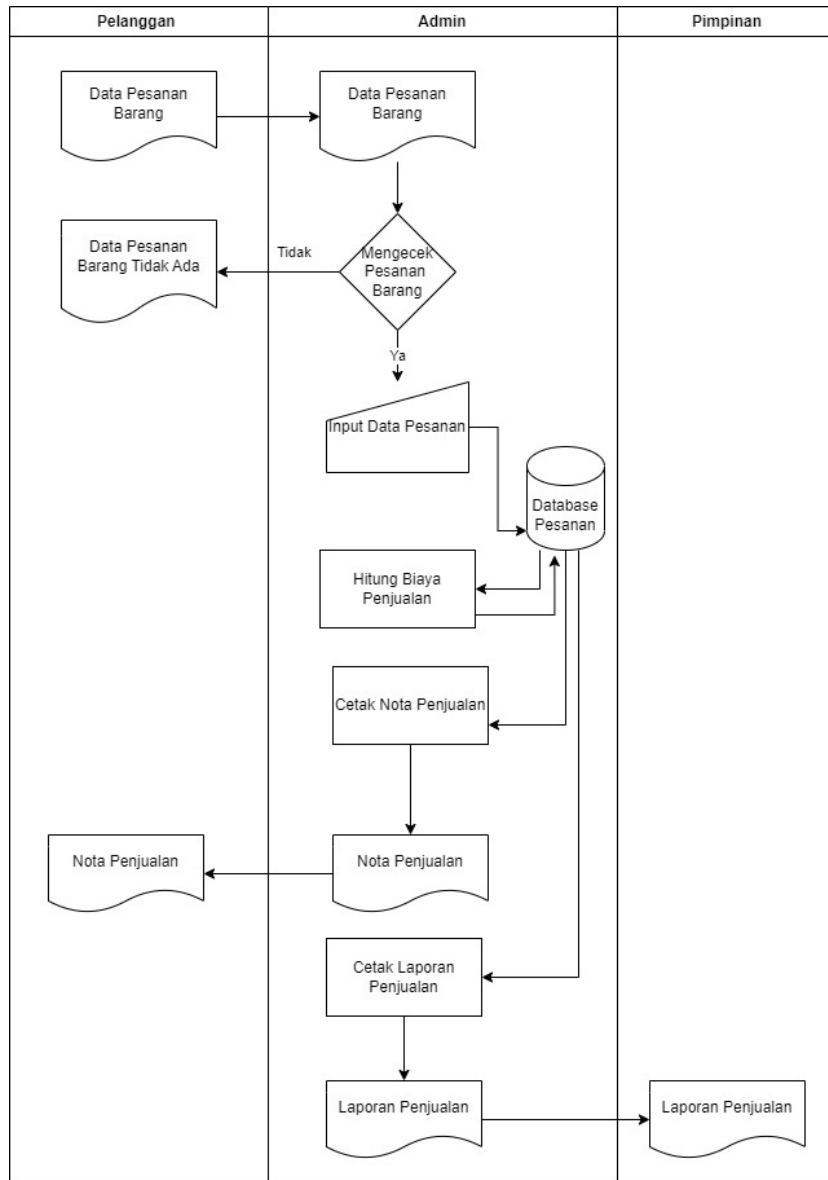 Pelanggan
Admin
Pimpinan
Data Pesanan
Barang
Data Pesanan
Barang
Data Pesanan
Barang Tidak Ada
Tidak
Mengecek
Pesanan
Barang
Ya
Input Data Pesanan
Database
Pesanan
Hitung Biaya
Penjualan
Cetak Nota Penjualan
Nota Penjualan
Nota Penjualan
Cetak Laporan
Penjualan
Laporan Penjualan
Laporan Penjualan